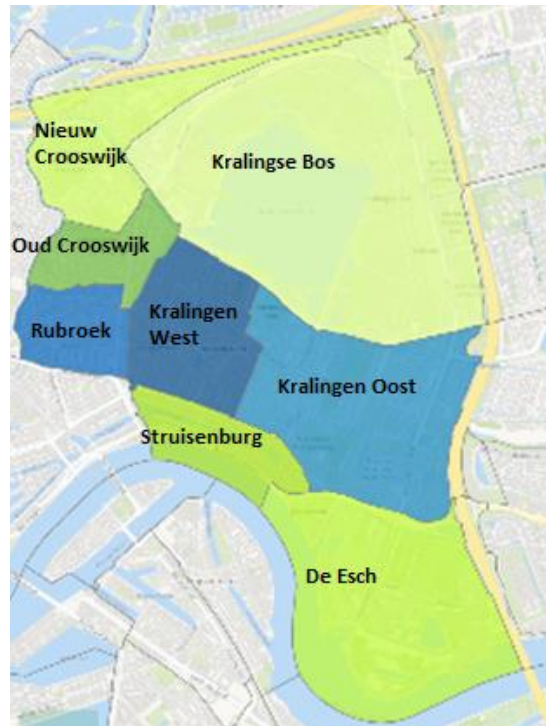 Nieuw
Crooswijk
Kralingse Bos
Oud Crooswijk
Rubroek
Kralingen
West
Kralingen Oost
Struisenburg
De Esch